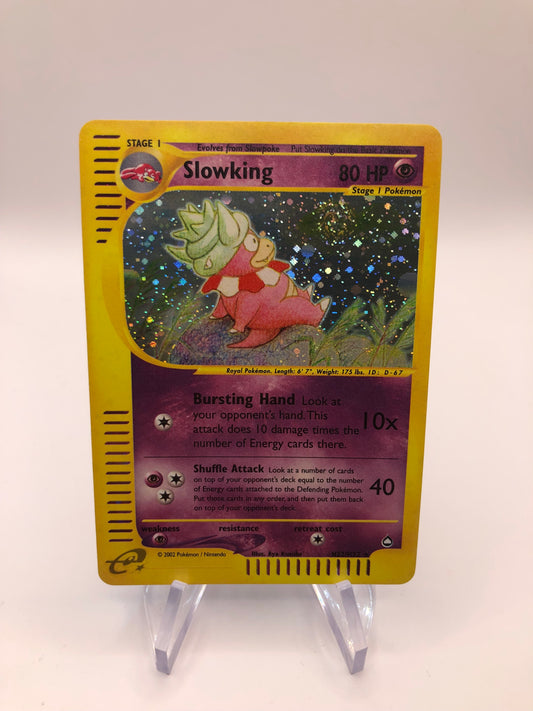 STAGE 1
Evolves from Slowpoke Put Slowking on the Basic Pokémon
Slowking 80 HP
Stage 1 Pokémon
Royal Pokémon. Length: 6' 7", Weight: 175 lbs. I.D.: D-67
Bursting Hand Look at
your opponent's hand. This
attack does 10 damage times the
number of Energy cards there.
10x
Shuffle Attack Look at a number of cards
on top of your opponent's deck equal to the number
of Energy cards attached to the Defending Pokémon.
Put those cards in any order, and then put them back
on top of your opponent's deck.
40
weakness resistance retreat cost
© 2002 Pokémon / Nintendo Illus. Aya Kusube
e